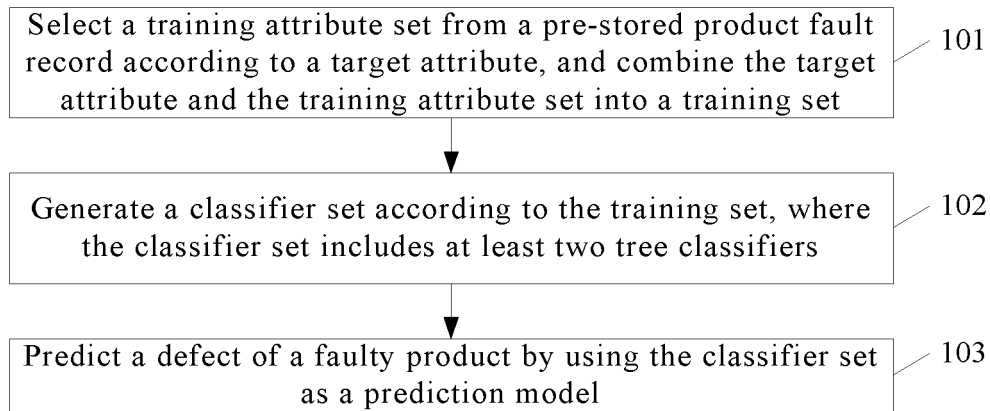 Select a training attribute set from a pre-stored product fault
record according to a target attribute, and combine the target
attribute and the training attribute set into a training set
101
Generate a classifier set according to the training set, where
the classifier set includes at least two tree classifiers
102
Predict a defect of a faulty product by using the classifier set
as a prediction model
103